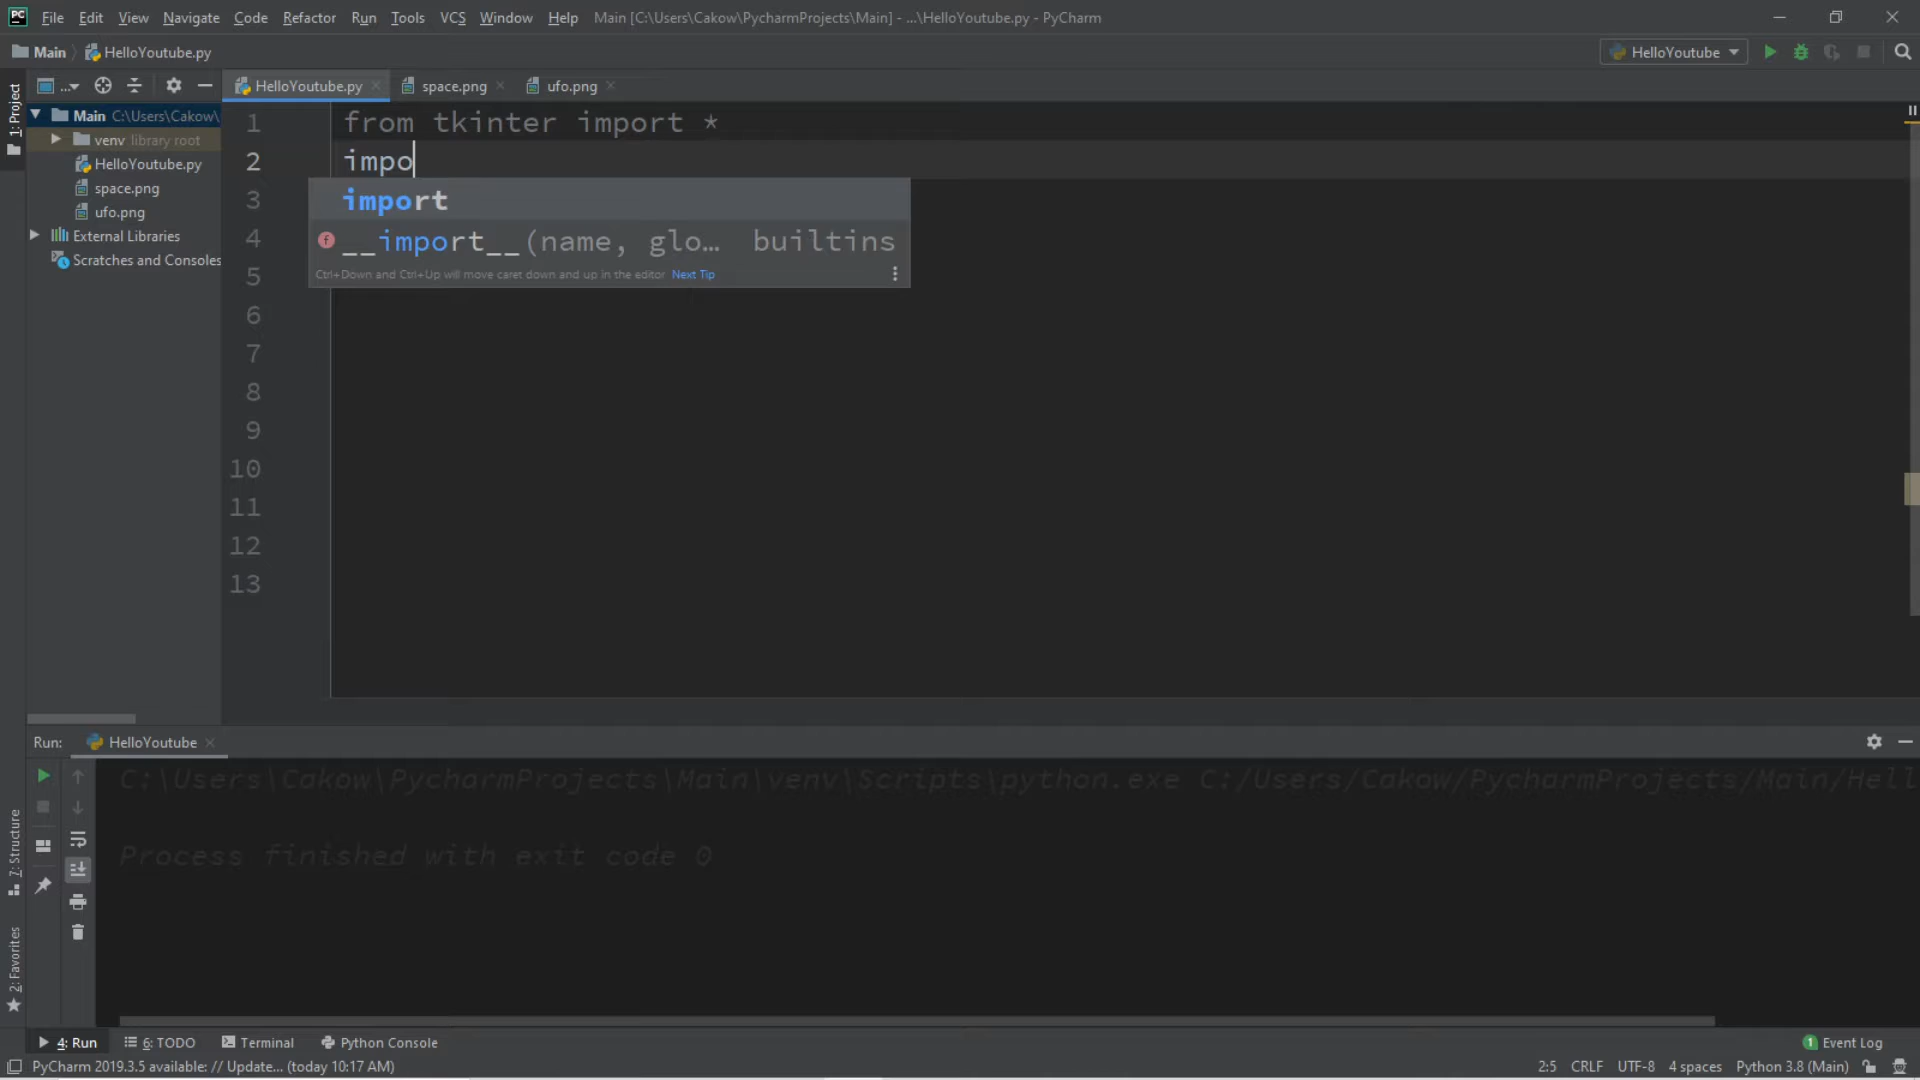 PC File Edit View Navigate Code Refactor Run Tools VCS Window Help Main [C:\Users\Cakow\PycharmProjects\Main] - ...\HelloYoutube.py - PyCharm
Main HelloYoutube.py HelloYoutube
... HelloYoutube.py space.png ufo.png
1: Project
Main C:\Users\Cakow\
venv library root
HelloYoutube.py
space.png
ufo.png
External Libraries
Scratches and Consoles
1 from tkinter import *
2 impo
3 import
4 __import__(name, glo... builtins
5 Ctrl+Down and Ctrl+Up will move caret down and up in the editor Next Tip
6
7
8
9
10
11
12
13
Run: HelloYoutube
C:\Users\Cakow\PycharmProjects\Main\venv\Scripts\python.exe C:/Users/Cakow/PycharmProjects/Main/Hell
Process finished with exit code 0
7: Structure
2: Favorites
4: Run 6: TODO Terminal Python Console 1 Event Log
PyCharm 2019.3.5 available: // Update... (today 10:17 AM) 2:5 CRLF UTF-8 4 spaces Python 3.8 (Main)